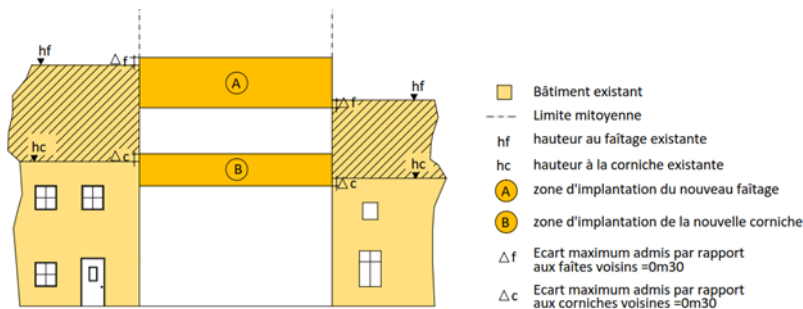 hf
△f
A
hf
△f
hc
△c
B
hc
△c
Bâtiment existant
Limite mitoyenne
hf hauteur au faîtage existante
hc hauteur à la corniche existante
A zone d'implantation du nouveau faîtage
B zone d'implantation de la nouvelle corniche
△f Ecart maximum admis par rapport
aux faîtes voisins =0m30
△c Ecart maximum admis par rapport
aux corniches voisines =0m30